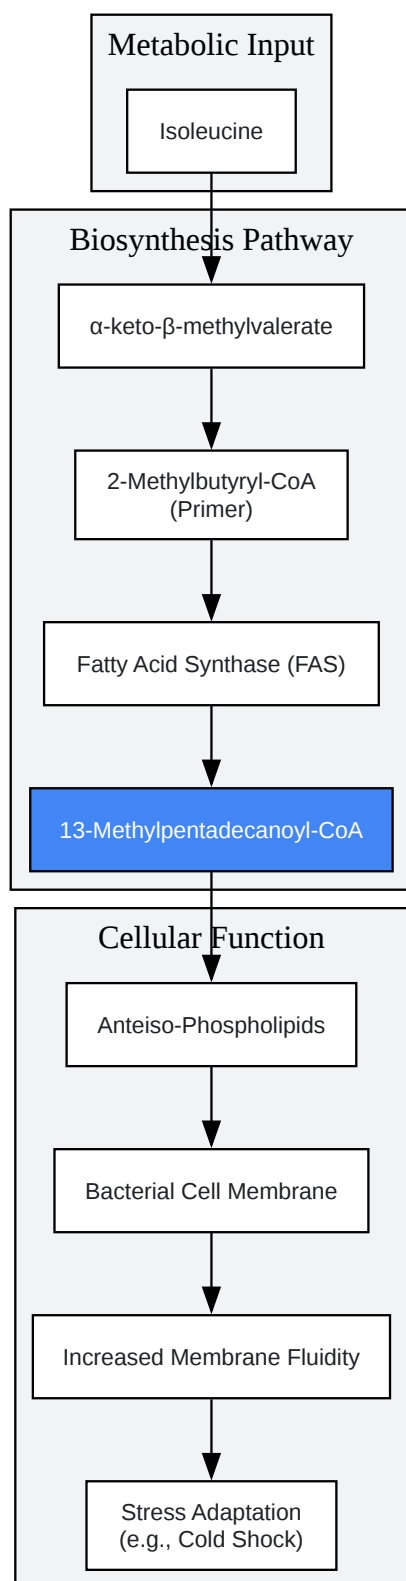 Metabolic Input
Isoleucine
Biosynthesis Pathway
α-keto-β-methylvalerate
2-Methylbutyryl-CoA
(Primer)
Fatty Acid Synthase (FAS)
13-Methylpentadecanoyl-CoA
Cellular Function
Anteiso-Phospholipids
Bacterial Cell Membrane
Increased Membrane Fluidity
Stress Adaptation
(e.g., Cold Shock)